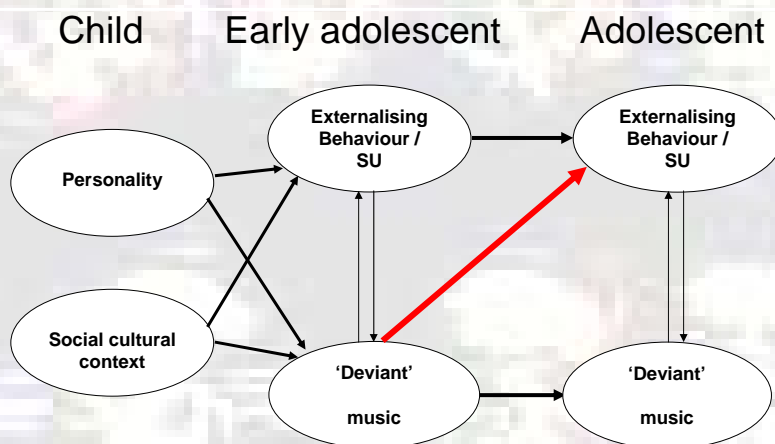 Child Early adolescent Adolescent
Externalising
Behaviour /
SU
Externalising
Behaviour /
SU
Personality
Social cultural
context
'Deviant'
music
'Deviant'
music